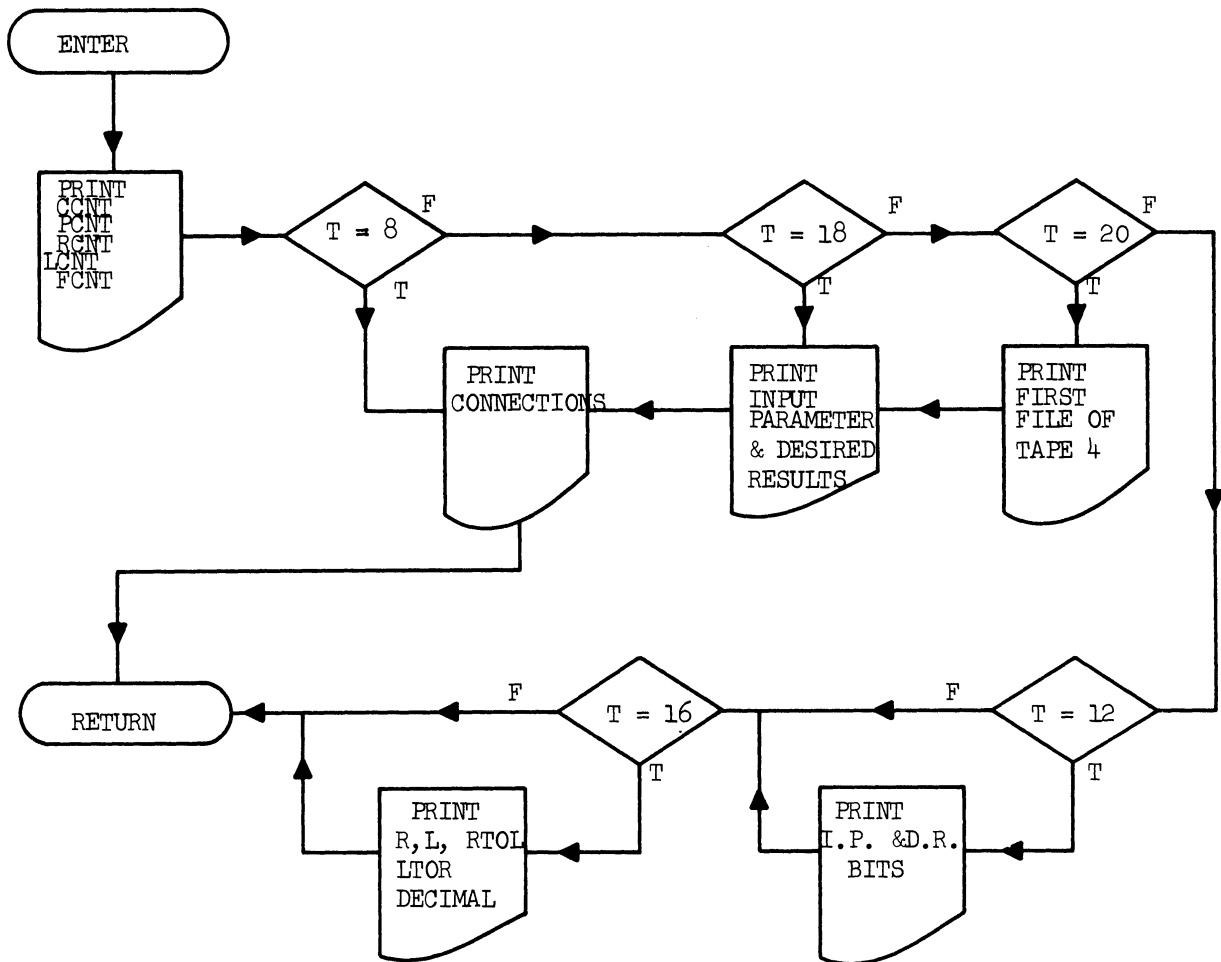 ENTER
PRINT
CCNT
PCNT
RCNT
LCNT
FCNT
T = 8
F
T
T = 18
F
T
T = 20
F
T
PRINT
CONNECTIONS
PRINT
INPUT
PARAMETER
& DESIRED
RESULTS
PRINT
FIRST
FILE OF
TAPE 4
RETURN
F
T = 16
T
F
T = 12
T
PRINT
R,L, RTOL
LTOR
DECIMAL
PRINT
I.P. &D.R.
BITS